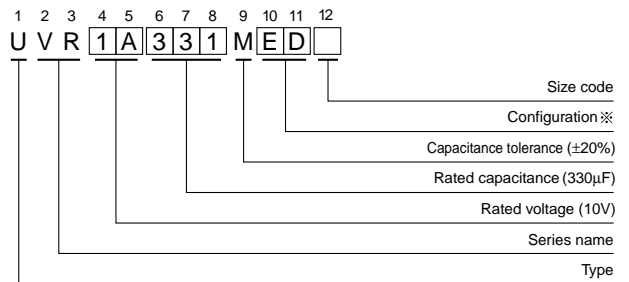 1 2 3 4 5 6 7 8 9 10 11 12
U V R 1 A 3 3 1 M E D
Size code
Configuration※
Capacitance tolerance (±20%)
Rated capacitance (330µF)
Rated voltage (10V)
Series name
Type